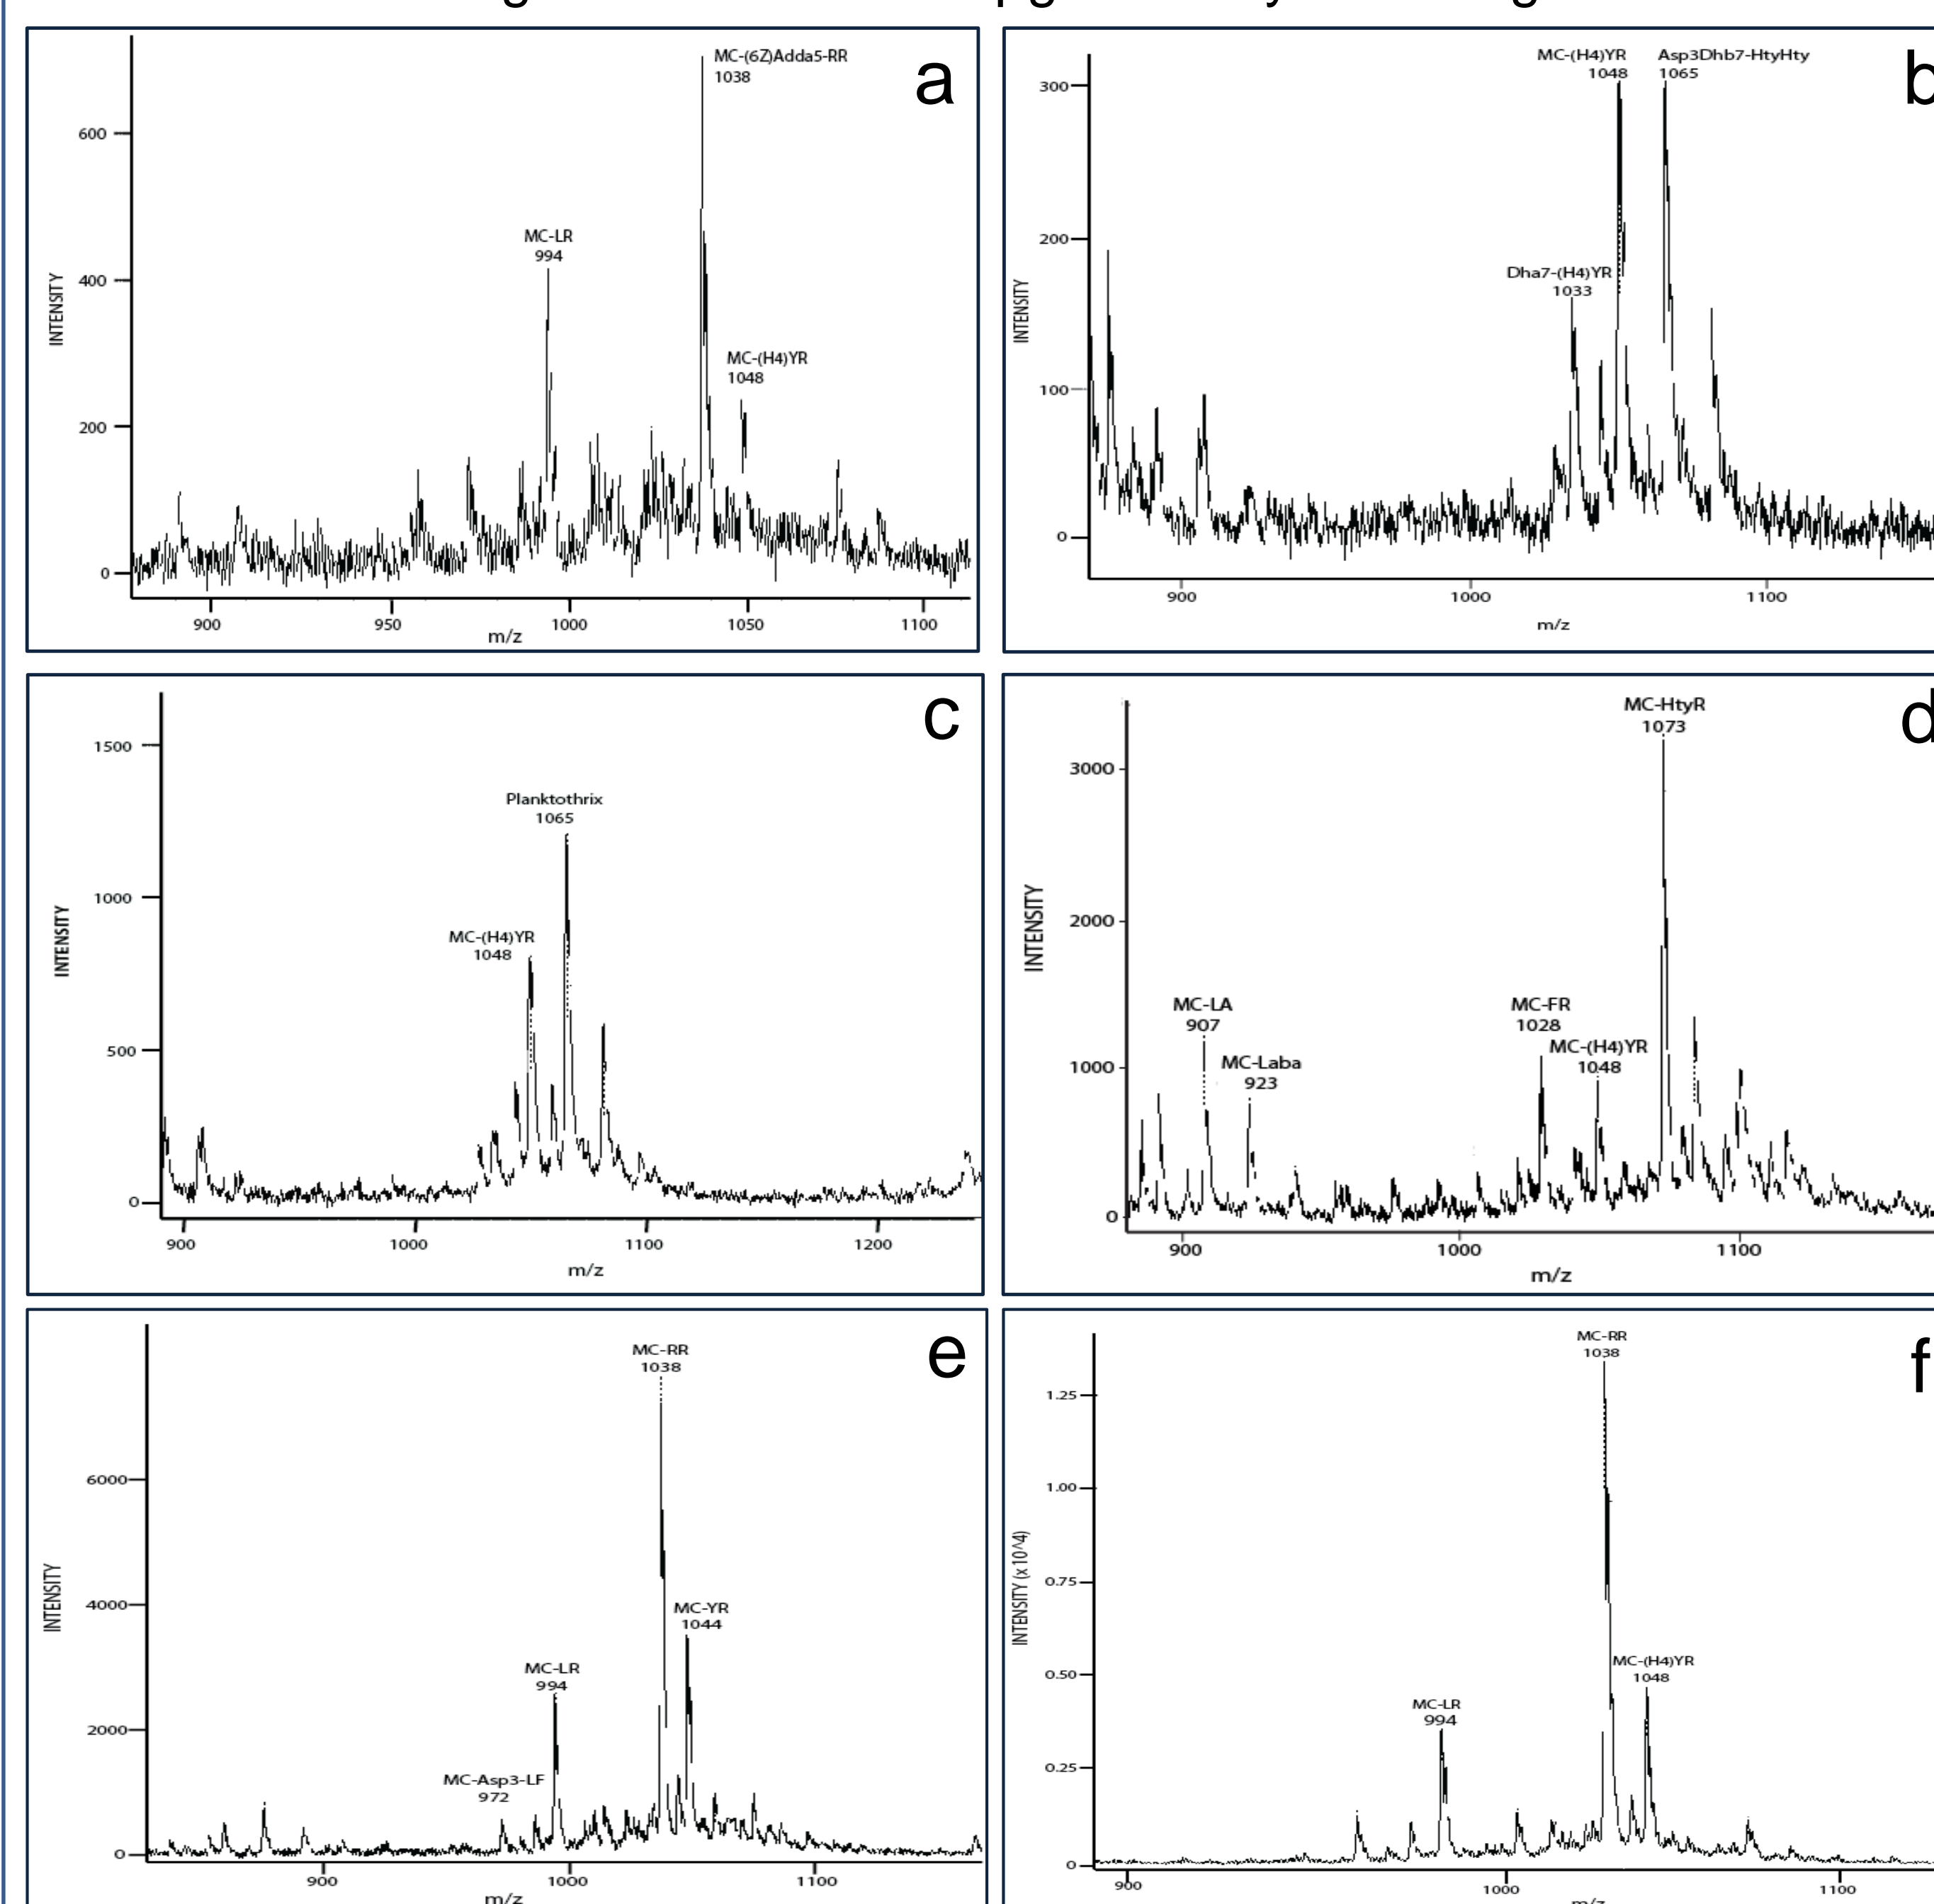 a
MC-(6Z)Adda5-RR
1038
MC-LR
994
MC-(H4)YR
1048
600
400
200
0
INTENSITY
900
950
1000
1050
1100
m/z
b
MC-(H4)YR
1048
Asp3Dhb7-HtyHty
1065
Dha7-(H4)YR
1033
300
200
100
0
INTENSITY
900
1000
1100
m/z
c
Planktothrix
1065
MC-(H4)YR
1048
1500
1000
500
0
INTENSITY
900
1000
1100
1200
m/z
d
MC-HtyR
1073
MC-LA
907
MC-Laba
923
MC-FR
1028
MC-(H4)YR
1048
3000
2000
1000
0
INTENSITY
900
1000
1100
m/z
e
MC-RR
1038
MC-YR
1044
MC-LR
994
MC-Asp3-LF
972
6000
4000
2000
0
INTENSITY
900
1000
1100
m/z
f
MC-RR
1038
MC-(H4)YR
1048
MC-LR
994
1.25
1.00
0.75
0.50
0.25
0
INTENSITY (x 10^4)
900
1000
1100
m/z